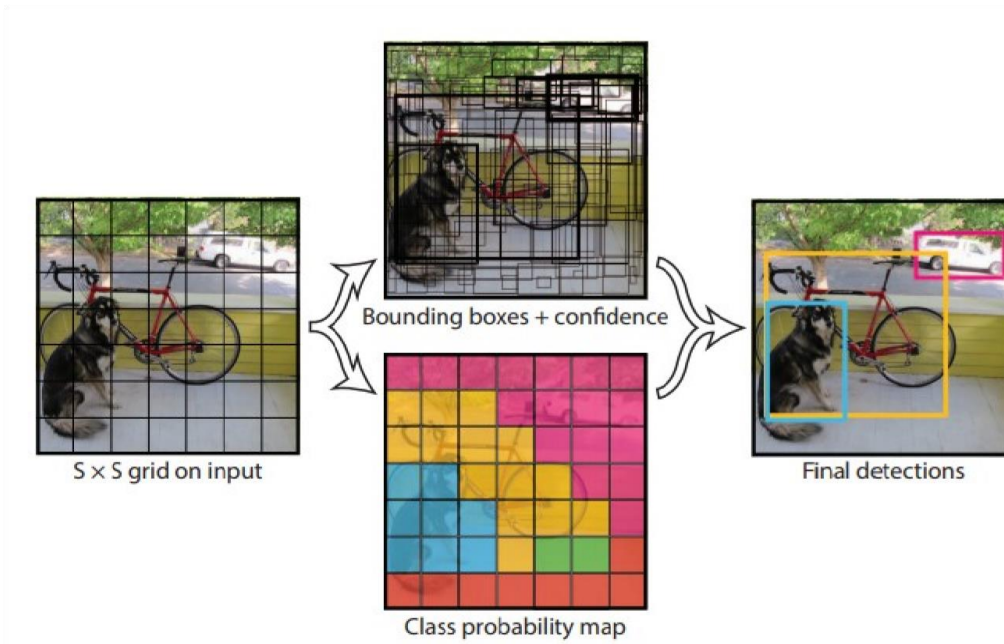 S × S grid on input
Bounding boxes + confidence
Class probability map
Final detections